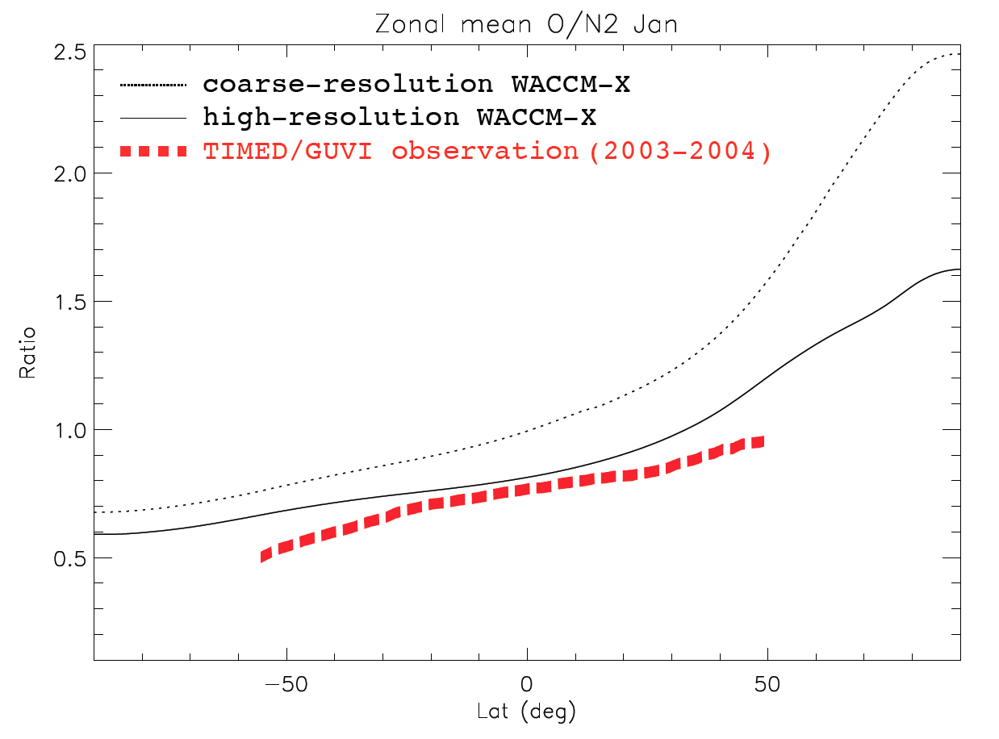 Zonal mean O/N2 Jan
2.5
coarse-resolution WACCM-X
high-resolution WACCM-X
TIMED/GUVI observation (2003-2004)
2.0
1.5
Ratio
1.0
0.5
-50 0 50
Lat (deg)